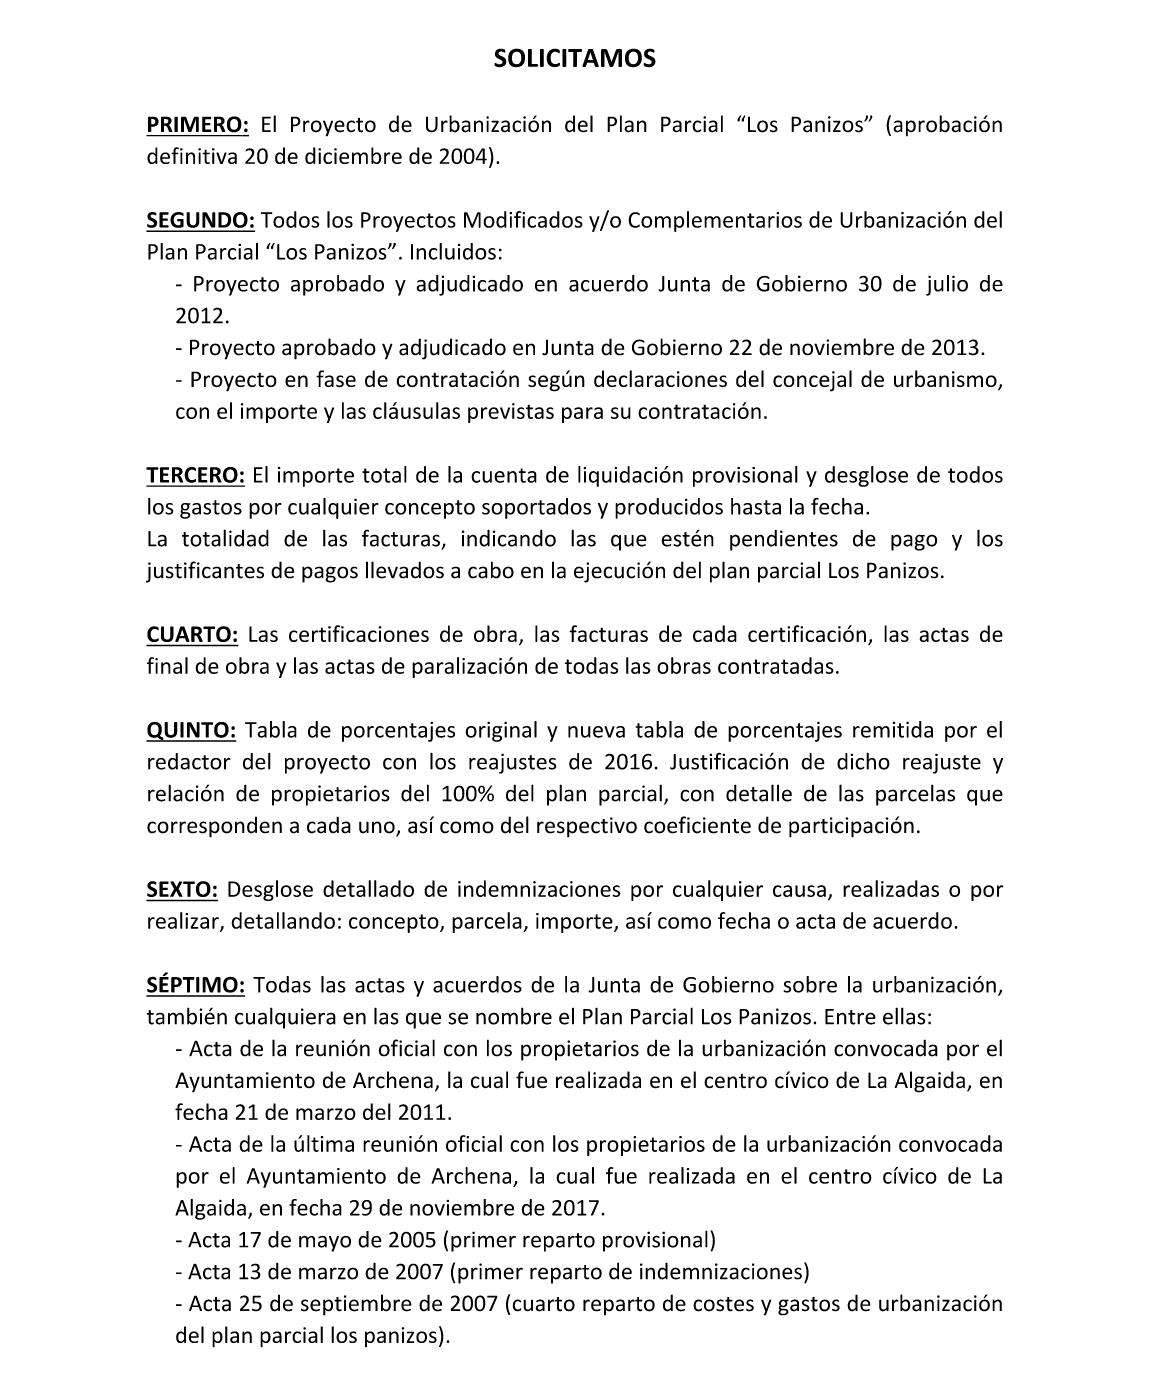 SOLICITAMOS
PRIMERO: El Proyecto de Urbanización del Plan Parcial “Los Panizos” (aprobación
definitiva 20 de diciembre de 2004).
SEGUNDO: Todos los Proyectos Modificados y/o Complementarios de Urbanización del
Plan Parcial “Los Panizos”. Incluidos:
- Proyecto aprobado y adjudicado en acuerdo Junta de Gobierno 30 de julio de
2012.
- Proyecto aprobado y adjudicado en Junta de Gobierno 22 de noviembre de 2013.
- Proyecto en fase de contratación según declaraciones del concejal de urbanismo,
con el importe y las cláusulas previstas para su contratación.
TERCERO: El importe total de la cuenta de liquidación provisional y desglose de todos
los gastos por cualquier concepto soportados y producidos hasta la fecha.
La totalidad de las facturas, indicando las que estén pendientes de pago y los
justificantes de pagos llevados a cabo en la ejecución del plan parcial Los Panizos.
CUARTO: Las certificaciones de obra, las facturas de cada certificación, las actas de
final de obra y las actas de paralización de todas las obras contratadas.
QUINTO: Tabla de porcentajes original y nueva tabla de porcentajes remitida por el
redactor del proyecto con los reajustes de 2016. Justificación de dicho reajuste y
relación de propietarios del 100% del plan parcial, con detalle de las parcelas que
corresponden a cada uno, así como del respectivo coeficiente de participación.
SEXTO: Desglose detallado de indemnizaciones por cualquier causa, realizadas o por
realizar, detallando: concepto, parcela, importe, así como fecha o acta de acuerdo.
SÉPTIMO: Todas las actas y acuerdos de la Junta de Gobierno sobre la urbanización,
también cualquiera en las que se nombre el Plan Parcial Los Panizos. Entre ellas:
- Acta de la reunión oficial con los propietarios de la urbanización convocada por el
Ayuntamiento de Archena, la cual fue realizada en el centro cívico de La Algaida, en
fecha 21 de marzo del 2011.
- Acta de la última reunión oficial con los propietarios de la urbanización convocada
por el Ayuntamiento de Archena, la cual fue realizada en el centro cívico de La
Algaida, en fecha 29 de noviembre de 2017.
- Acta 17 de mayo de 2005 (primer reparto provisional)
- Acta 13 de marzo de 2007 (primer reparto de indemnizaciones)
- Acta 25 de septiembre de 2007 (cuarto reparto de costes y gastos de urbanización
del plan parcial los panizos).